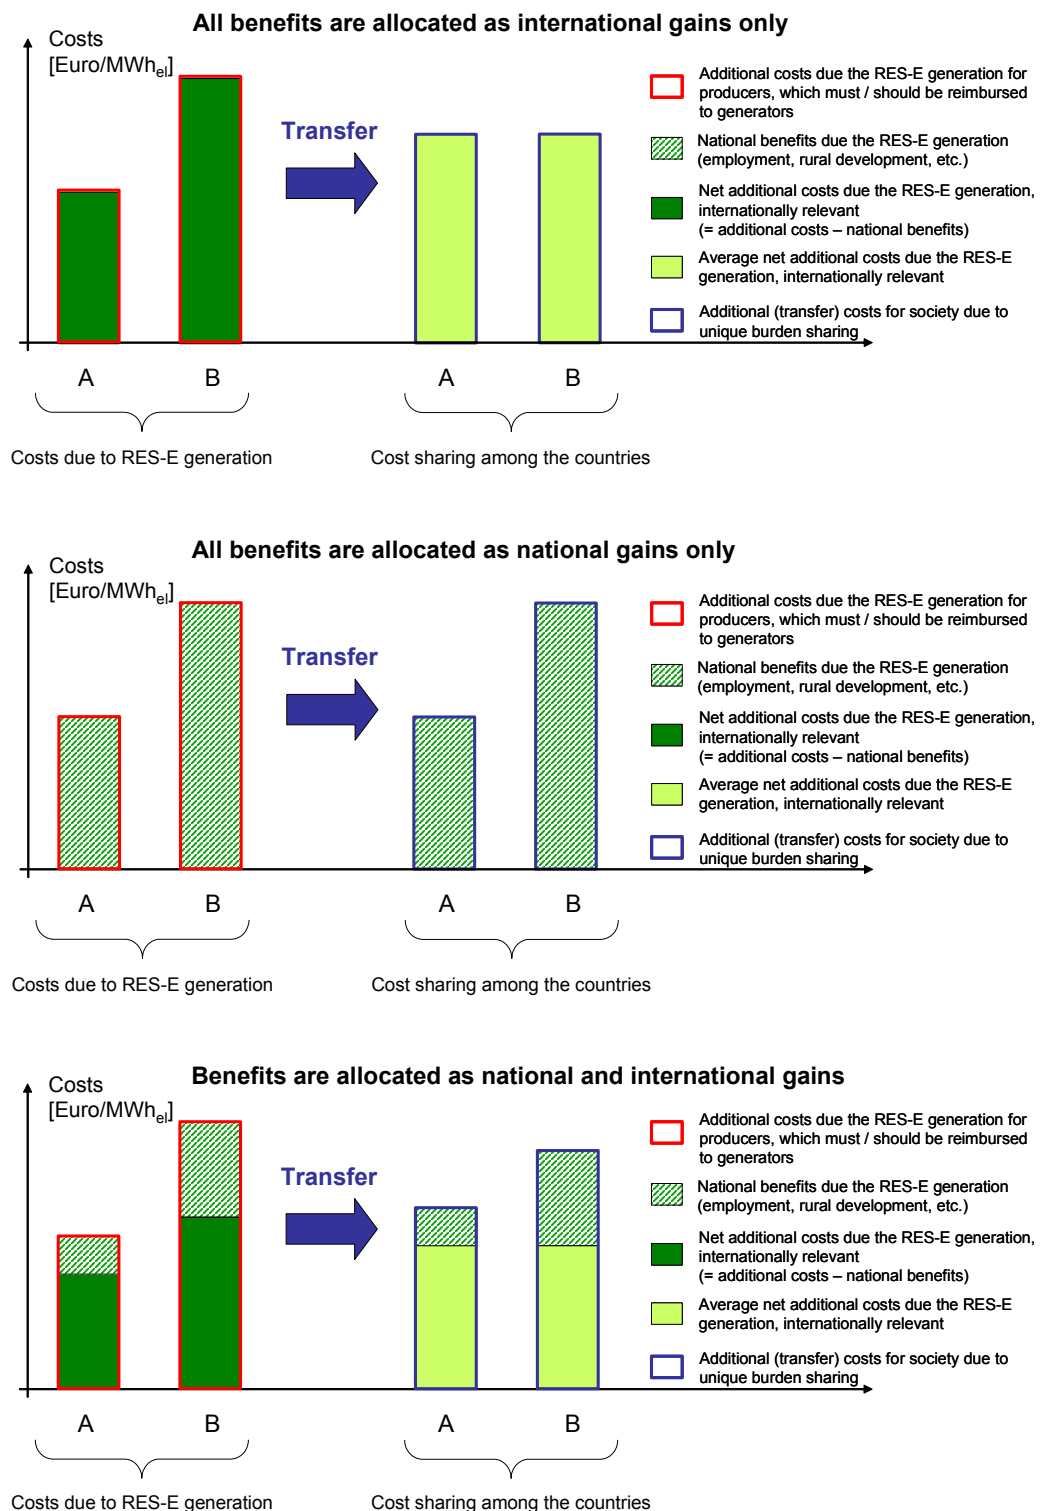 All benefits are allocated as international gains only
Costs
[Euro/MWhel]
Transfer
Additional costs due the RES-E generation for
producers, which must / should be reimbursed
to generators
National benefits due the RES-E generation
(employment, rural development, etc.)
Net additional costs due the RES-E generation,
internationally relevant
(= additional costs – national benefits)
Average net additional costs due the RES-E
generation, internationally relevant
Additional (transfer) costs for society due to
unique burden sharing
A B A B
Costs due to RES-E generation
Cost sharing among the countries
All benefits are allocated as national gains only
Costs
[Euro/MWhel]
Transfer
Additional costs due the RES-E generation for
producers, which must / should be reimbursed
to generators
National benefits due the RES-E generation
(employment, rural development, etc.)
Net additional costs due the RES-E generation,
internationally relevant
(= additional costs – national benefits)
Average net additional costs due the RES-E
generation, internationally relevant
Additional (transfer) costs for society due to
unique burden sharing
A B A B
Costs due to RES-E generation
Cost sharing among the countries
Benefits are allocated as national and international gains
Costs
[Euro/MWhel]
Transfer
Additional costs due the RES-E generation for
producers, which must / should be reimbursed
to generators
National benefits due the RES-E generation
(employment, rural development, etc.)
Net additional costs due the RES-E generation,
internationally relevant
(= additional costs – national benefits)
Average net additional costs due the RES-E
generation, internationally relevant
Additional (transfer) costs for society due to
unique burden sharing
A B A B
Costs due to RES-E generation
Cost sharing among the countries